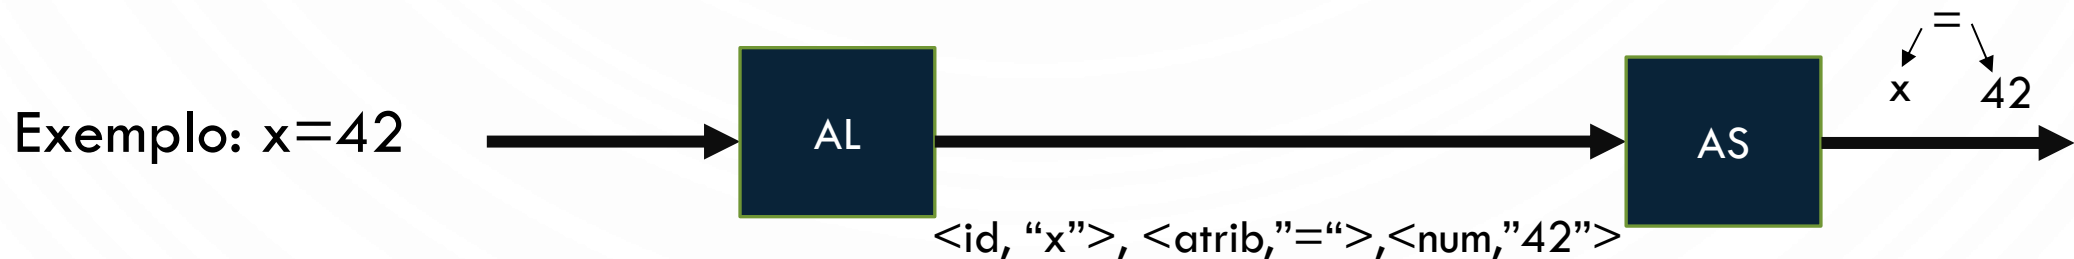 =
x 42
Exemplo: x=42
AL
AS
<id, “x”>, <atrib,”=“>,<num,”42”>